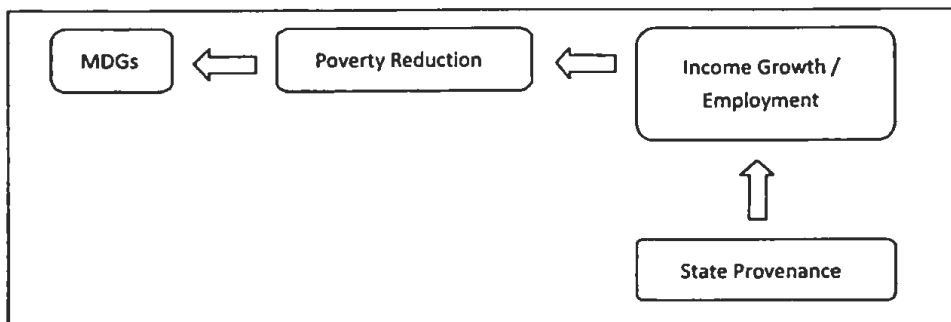 MDGs
Poverty Reduction
Income Growth /
Employment
State Provenance